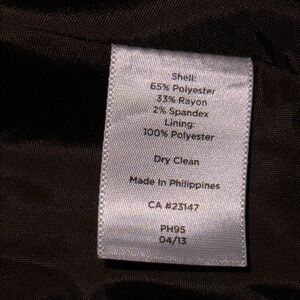 Shell:
65% Polyester
33% Rayon
2% Spandex
Lining:
100% Polyester
Dry Clean
Made In Philippines
CA #23147
PH95
04/13